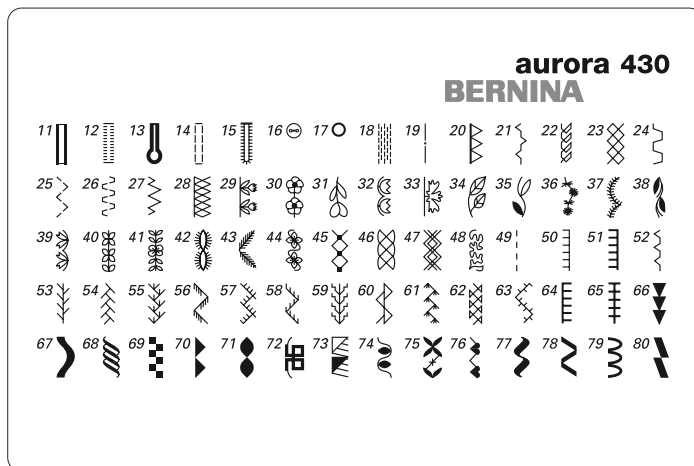 aurora 430
BERNINA
11 12 13 14 15 16 17 18 19 20 21 22 23 24
25 26 27 28 29 30 31 32 33 34 35 36 37 38
39 40 41 42 43 44 45 46 47 48 49 50 51 52
53 54 55 56 57 58 59 60 61 62 63 64 65 66
67 68 69 70 71 72 73 74 75 76 77 78 79 80